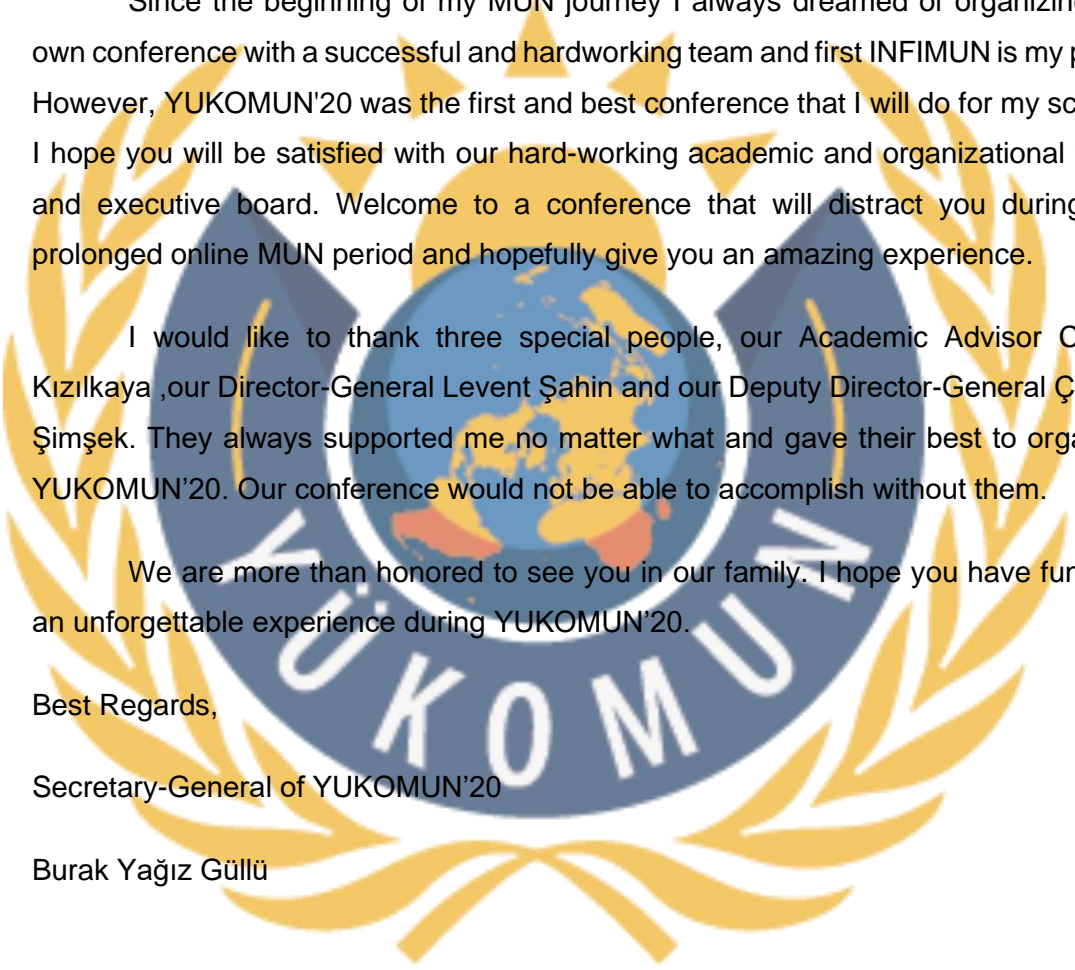 Since the beginning of my MUN journey I always dreamed of organizing
own conference with a successful and hardworking team and first INFIMUN is my
However, YUKOMUN'20 was the first and best conference that I will do for my
I hope you will be satisfied with our hard-working academic and organizational
and executive board. Welcome to a conference that will distract you during
prolonged online MUN period and hopefully give you an amazing experience.
I would like to thank three special people, our Academic Advisor
Kızılkaya ,our Director-General Levent Şahin and our Deputy Director-General
Şimşek. They always supported me no matter what and gave their best to
YUKOMUN’20. Our conference would not be able to accomplish without them.
We are more than honored to see you in our family. I hope you have fun
an unforgettable experience during YUKOMUN’20.
Best Regards,
Secretary-General of YUKOMUN’20
Burak Yağız Güllü
YÜKOMUN